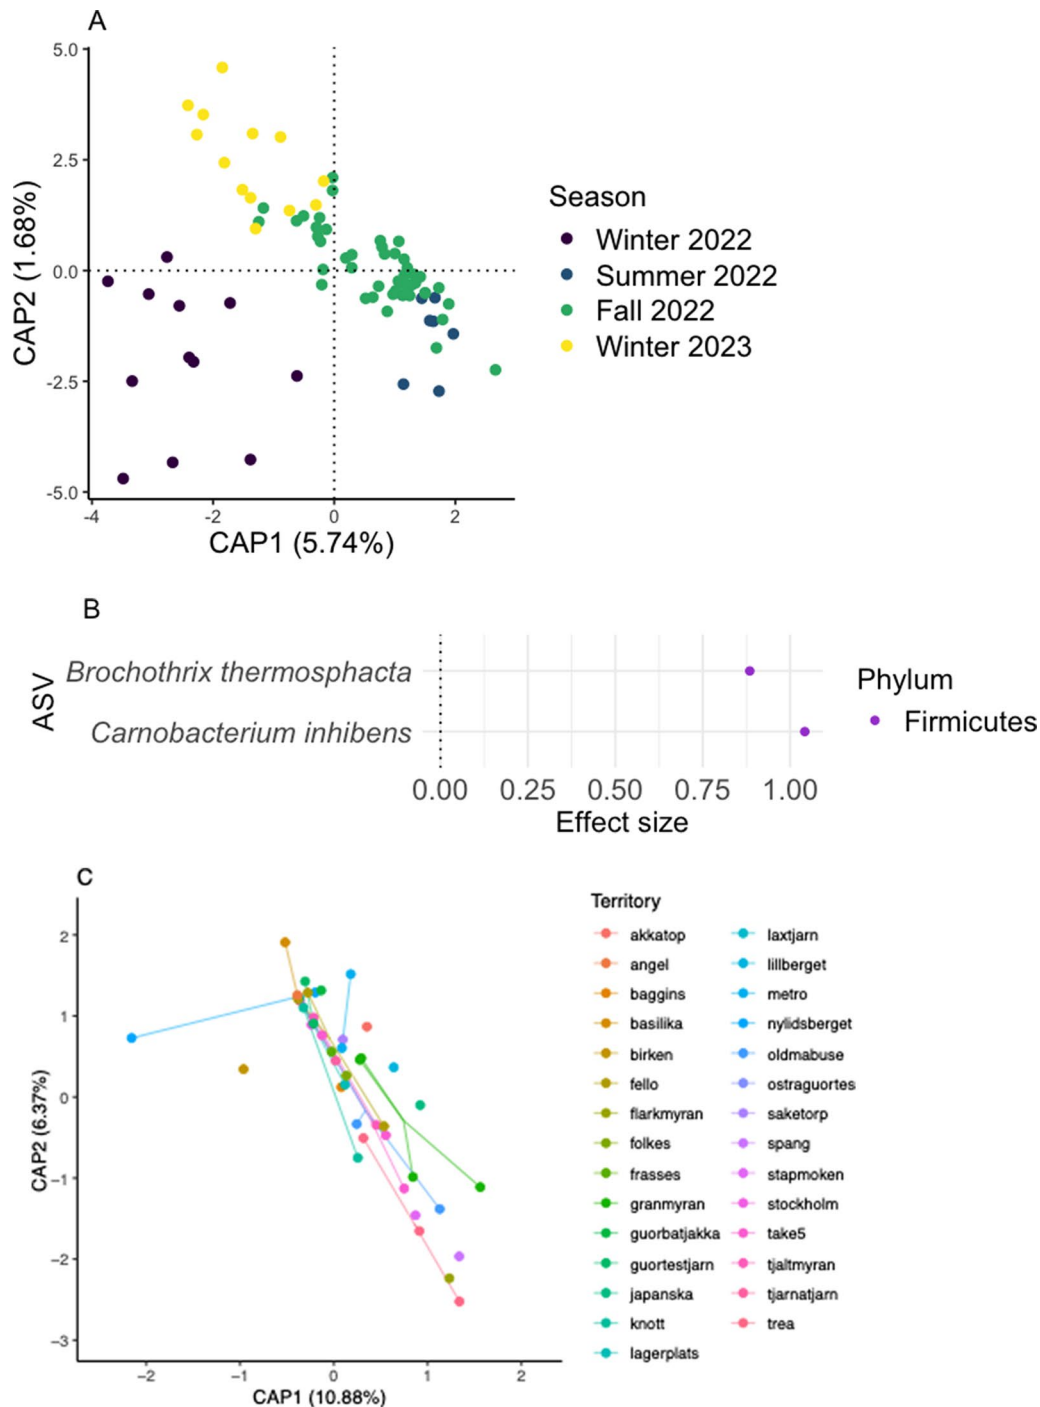 A
5.0
2.5
0.0
-2.5
-5.0
CAP2 (1.68%)
-4 -2 0 2
CAP1 (5.74%)
Season
Winter 2022
Summer 2022
Fall 2022
Winter 2023
B
ASV
Brochothrix thermosphacta
Carnobacterium inhibens
0.00 0.25 0.50 0.75 1.00
Effect size
Phylum
Firmicutes
C
2
1
0
−1
−2
−3
CAP2 (6.37%)
−2 −1 0 1 2
CAP1 (10.88%)
Territory
akkatop
angel
baggins
basilika
birken
fello
flarkmyran
folkes
frasses
granmyran
guorbatjakka
guortestjarn
japanska
knott
lagerplats
laxtjarn
lillberget
metro
nylidsberget
oldmabuse
ostraguortes
saketorp
spang
stapmoken
stockholm
take5
tjaltmyran
tjarnatjarn
trea